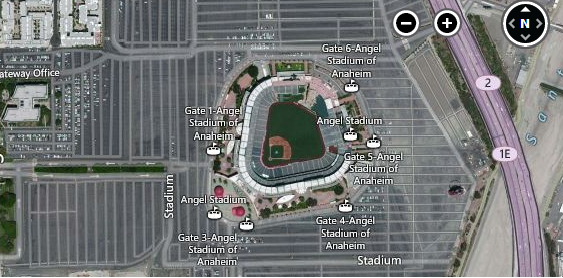 N
2
Gate 6-Angel
Stadium of
Anaheim
ateway Office
Gate 1-Angel
Stadium of
Anaheim
Angel Stadium
1E
Gate 5-Angel
Stadium of
Anaheim
Sant
Stadium
Angel Stadium
Gate 4-Angel
Stadium of
Anaheim
Gate 3-Angel
Stadium of
Anaheim
Stadium